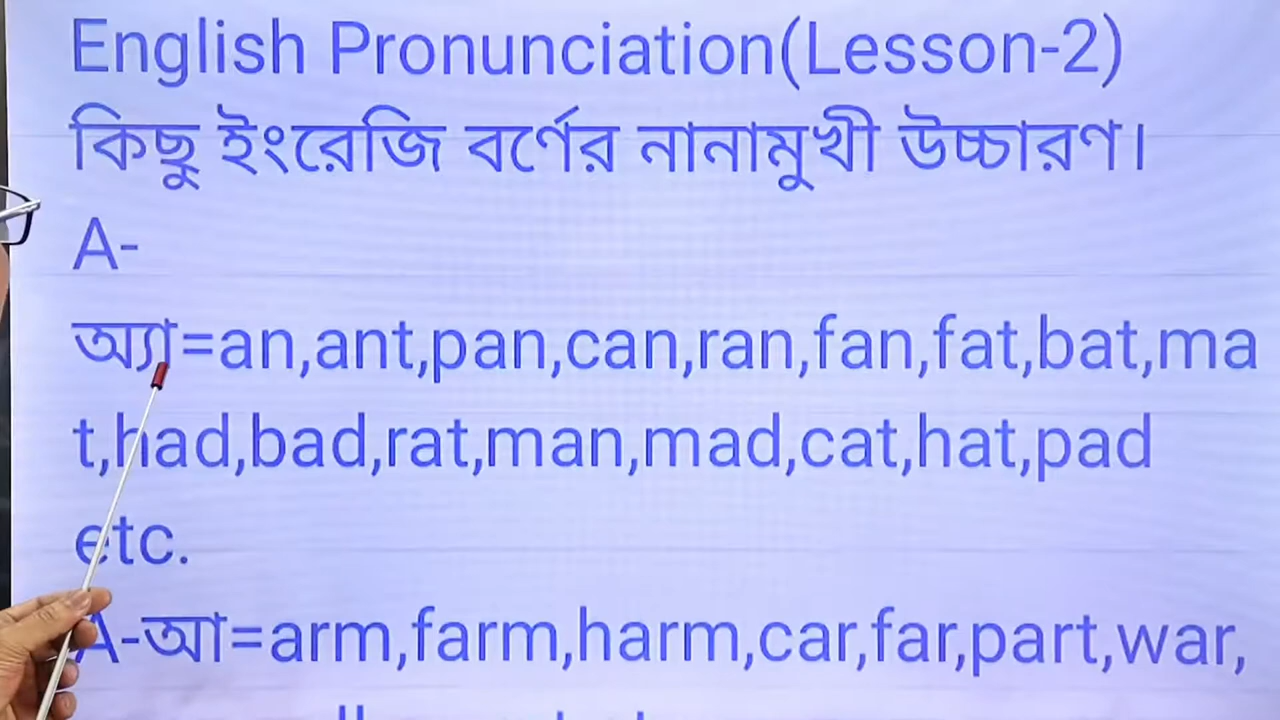 English Pronunciation(Lesson-2)
কিছু ইংরেজি বর্ণের নানামুখী উচ্চারণ।
A-
অ্যা=an,ant,pan,can,ran,fan,fat,bat,ma
t,had,bad,rat,man,mad,cat,hat,pad
etc.
A-আ=arm,farm,harm,car,far,part,war,